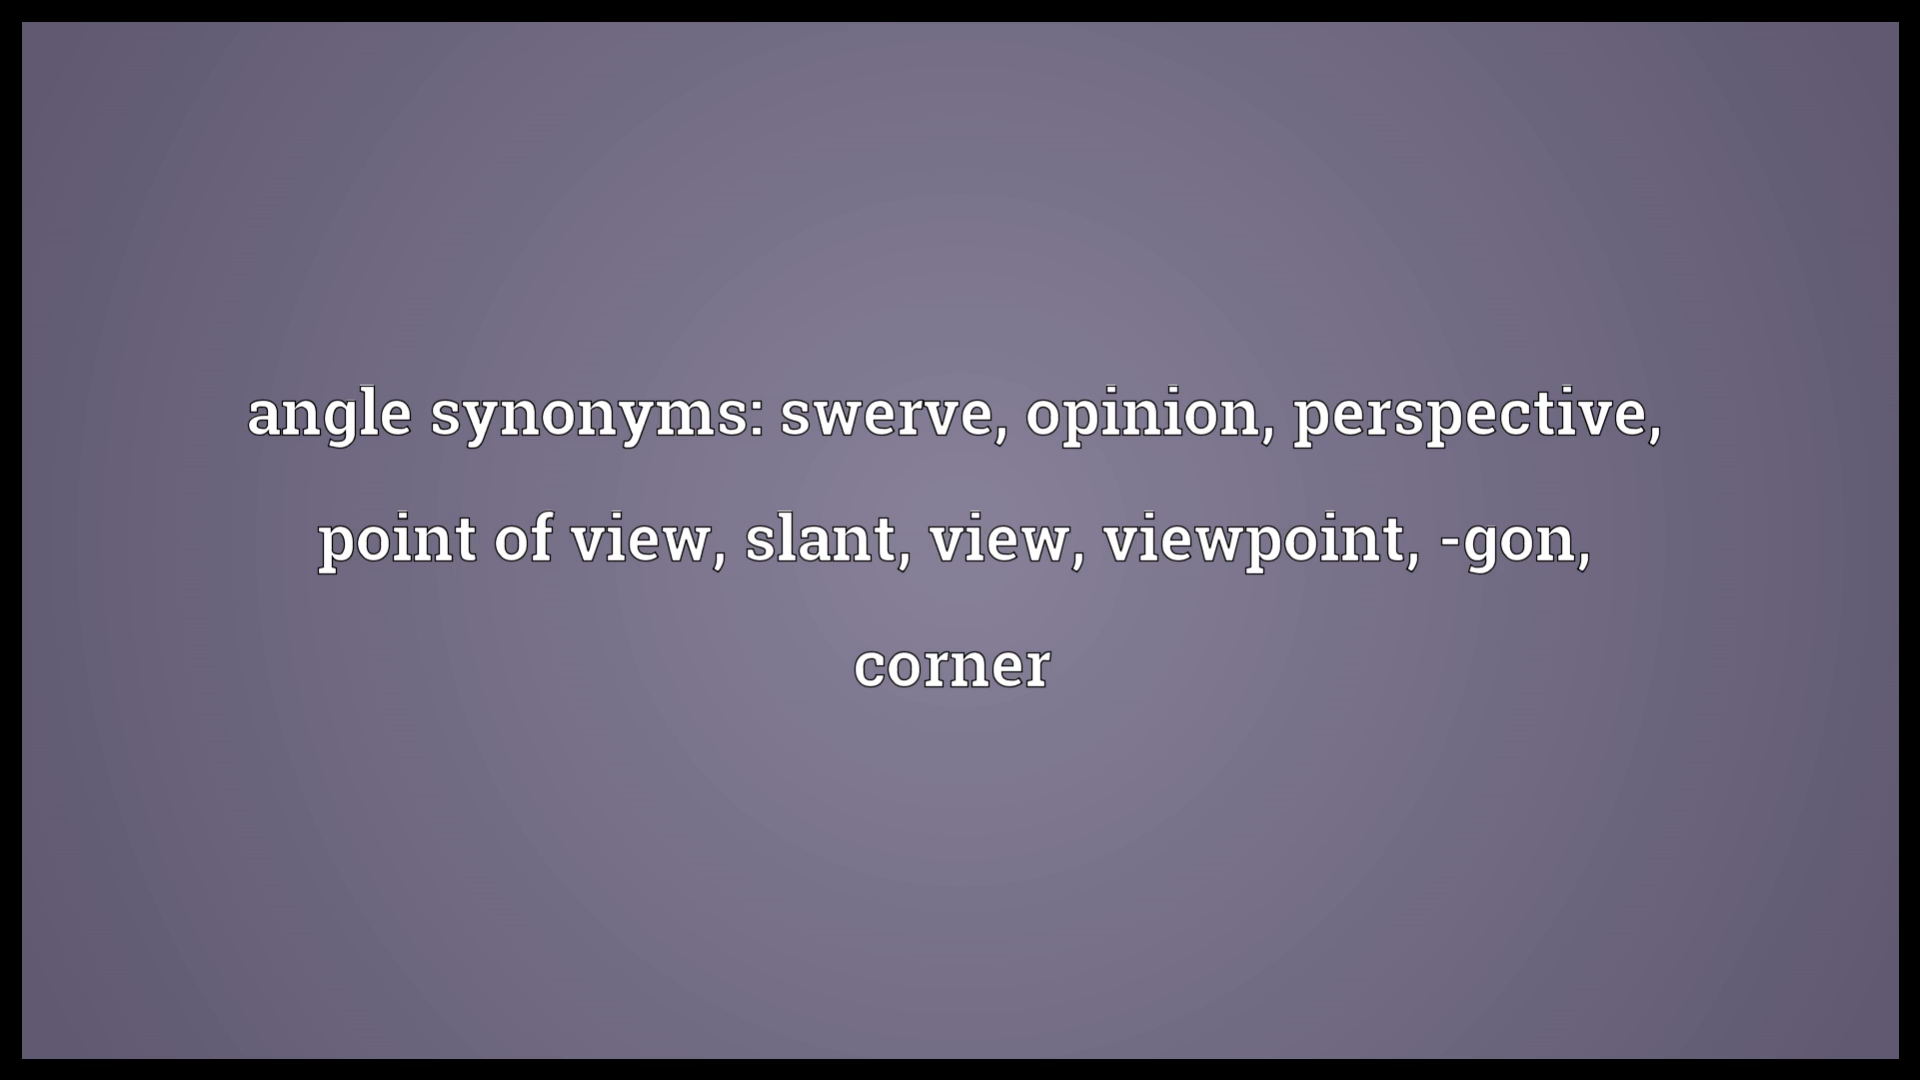 angle synonyms: swerve, opinion, perspective,
point of view, slant, view, viewpoint, -gon,
corner